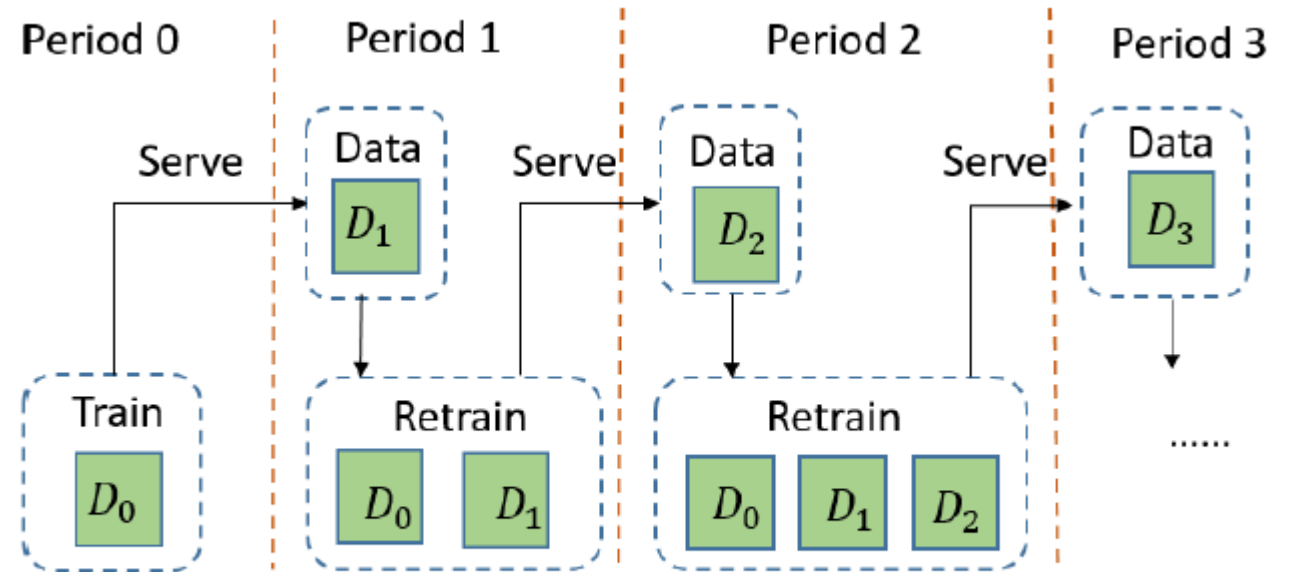 Period 0
Period 1
Period 2
Period 3
Serve
Data
D₁
Serve
Data
D₂
Serve
Data
D₃
Train
D₀
Retrain
D₀ D₁
Retrain
D₀ D₁ D₂
......